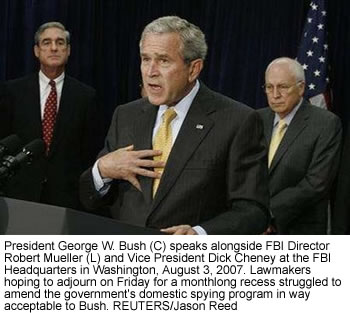 President George W. Bush (C) speaks alongside FBI Director
Robert Mueller (L) and Vice President Dick Cheney at the FBI
Headquarters in Washington, August 3, 2007. Lawmakers
hoping to adjourn on Friday for a monthlong recess struggled to
amend the government's domestic spying program in way
acceptable to Bush. REUTERS/Jason Reed